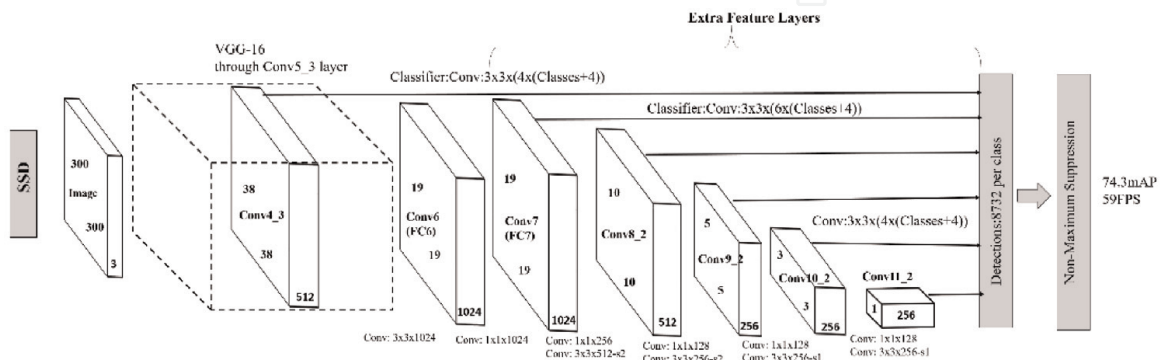 Extra Feature Layers
VGG-16
through Conv5_3 layer
Classifier:Conv:3x3x(4x(Classes+4))
Classifier:Conv:3x3x(6x(Classes+4))
SSD
300
Image
300
3
38
Conv4_3
38
512
19
Conv6
(FC6)
19
1024
19
Conv7
(FC7)
19
1024
10
Conv8_2
10
512
5
Conv9_2
5
256
Conv:3x3x(4x(Classes+4))
3
Conv10_2
3
256
Conv11_2
1
256
Detections:8732 per class
Non-Maximum Suppression
74.3mAP
59FPS
Conv: 3x3x1024
Conv: 1x1x1024
Conv: 1x1x256
Conv: 3x3x512-s2
Conv: 1x1x128
Conv: 3x3x256-s2
Conv: 1x1x128
Conv: 3x3x256-s1
Conv: 1x1x128
Conv: 3x3x256-s1